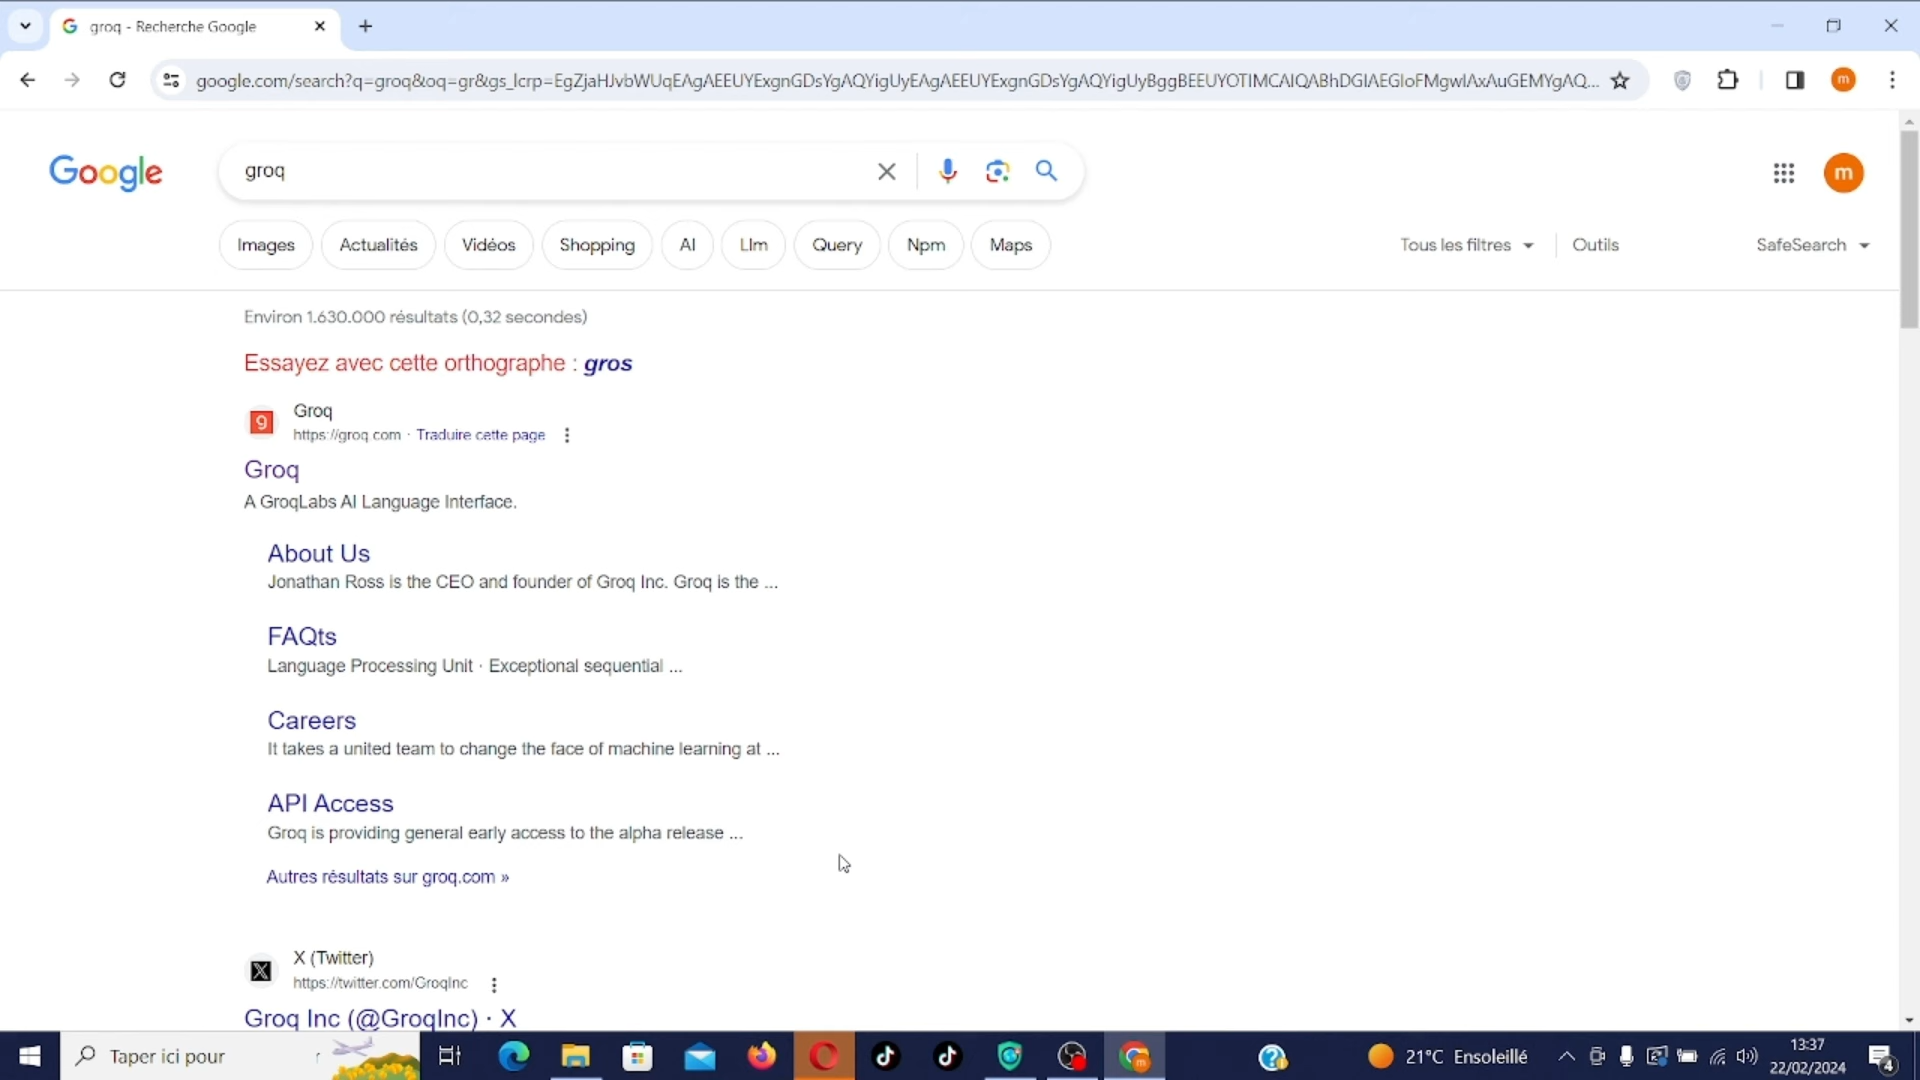 groq - Recherche Google
google.com/search?q=groq&oq=gr&gs_lcrp=EgZjaHJvbWUqEAgAEEUYExgnGDsYgAQYigUyEAgAEEUYExgnGDsYgAQYigUyBggBEEUYOTIMCAIQABhDGIAEGIoFMgwIAxAuGEMYgAQ...
m
Google
groq
m
Images
Actualités
Vidéos
Shopping
AI
Llm
Query
Npm
Maps
Tous les filtres
Outils
SafeSearch
Environ 1.630.000 résultats (0,32 secondes)
Essayez avec cette orthographe : gros
Groq
https://groq.com · Traduire cette page
Groq
A GroqLabs AI Language Interface.
About Us
Jonathan Ross is the CEO and founder of Groq Inc. Groq is the ...
FAQts
Language Processing Unit · Exceptional sequential ...
Careers
It takes a united team to change the face of machine learning at ...
API Access
Groq is providing general early access to the alpha release ...
Autres résultats sur groq.com »
X (Twitter)
https://twitter.com/GroqInc
Groq Inc (@GroqInc) · X
Taper ici pour
21°C Ensoleillé
13:37
22/02/2024
4